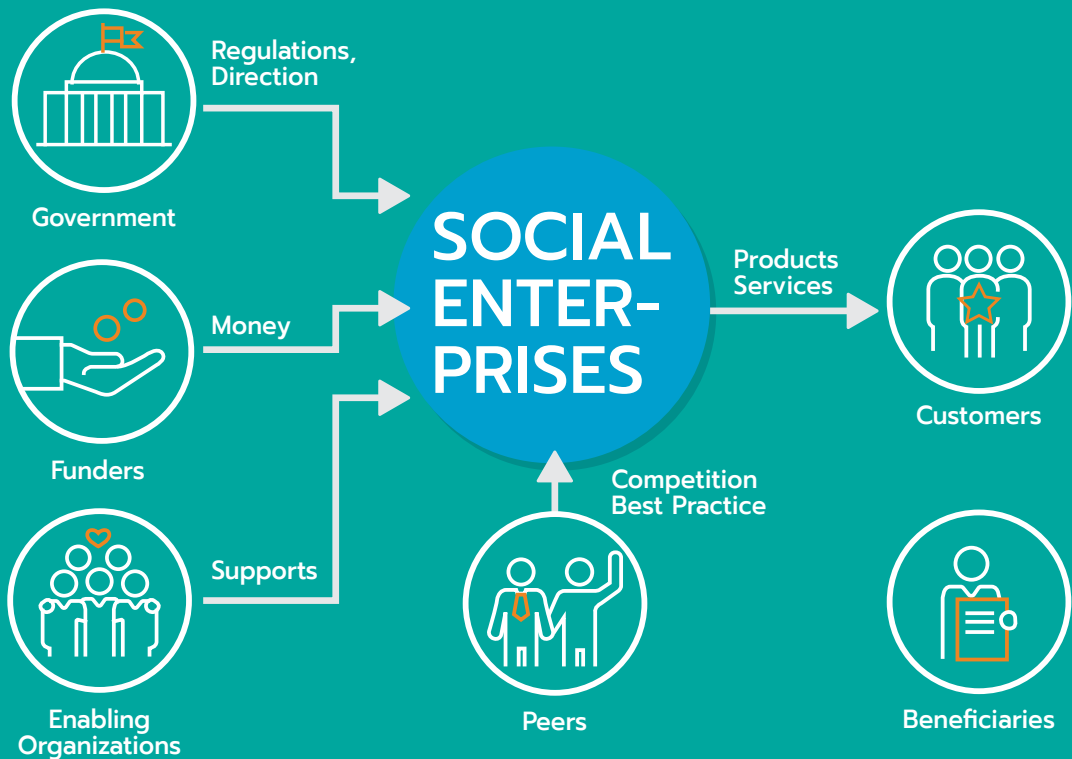 Regulations,
Direction
Government
Money
Funders
Supports
Enabling
Organizations
SOCIAL
ENTER-
PRISES
Competition
Best Practice
Peers
Products
Services
Customers
Beneficiaries